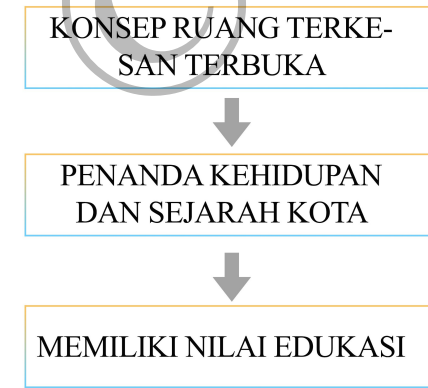 KONSEP RUANG TERKE-
SAN TERBUKA
PENANDA KEHIDUPAN
DAN SEJARAH KOTA
MEMILIKI NILAI EDUKASI